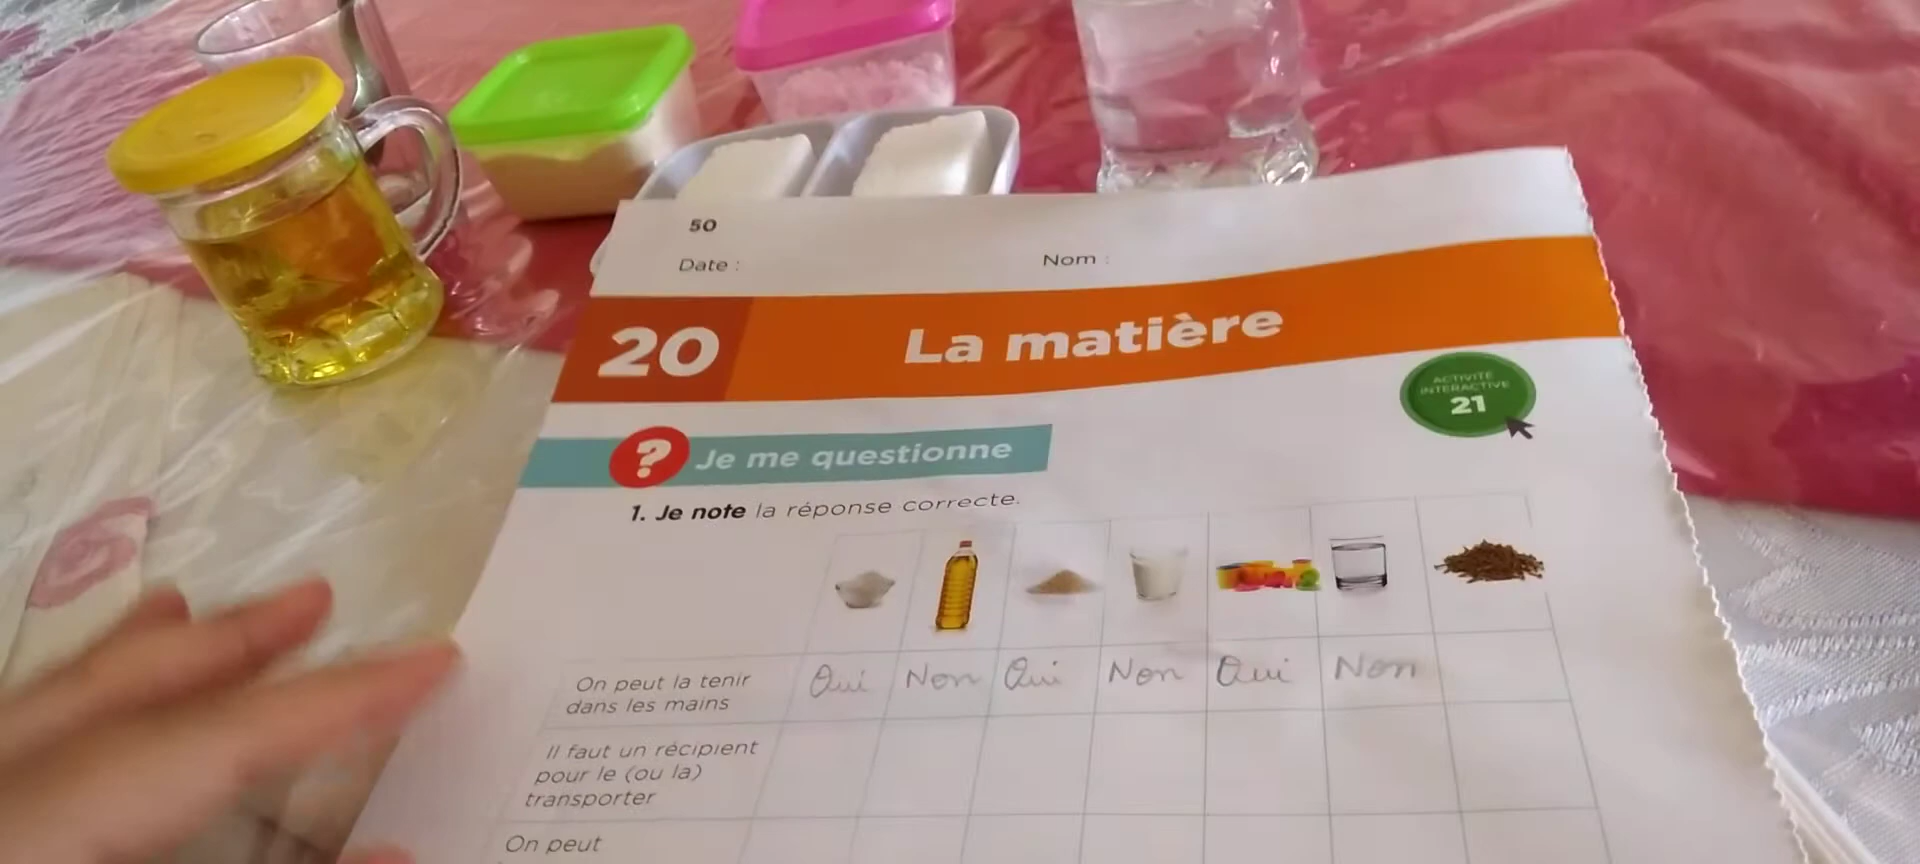 50
Date :
Nom :
20
La matière
ACTIVITÉ
INTERACTIVE
21
? Je me questionne
1. Je note la réponse correcte.
On peut la tenir
dans les mains
Oui Non Oui Non Oui Non
Il faut un récipient
pour le (ou la)
transporter
On peut